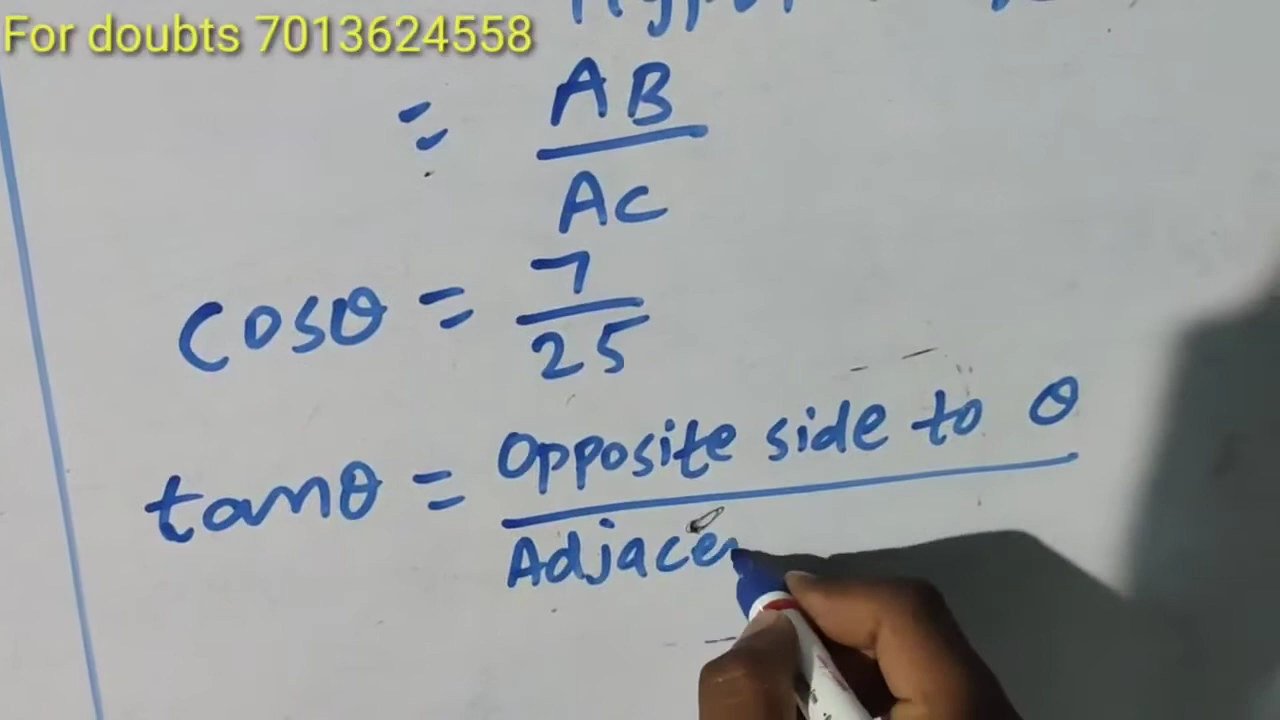 For doubts 7013624558
= AB
AC
cosθ = 7
25
tanθ = Opposite side to θ
Adjacen